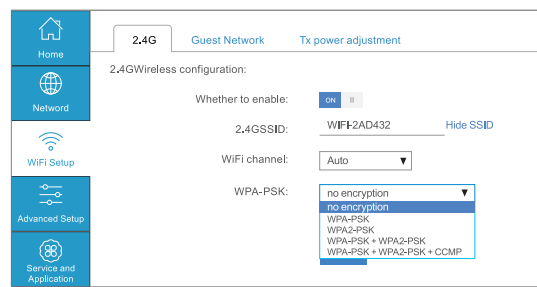 Home
Netword
WiFi Setup
Advanced Setup
Service and
Application
2.4G Guest Network Tx power adjustment
2.4GWireless configuration:
Whether to enable: ON II
2.4GSSID: WIFI-2AD432 Hide SSID
WiFi channel: Auto
WPA-PSK: no encryption
no encryption
WPA-PSK
WPA2-PSK
WPA-PSK + WPA2-PSK
WPA-PSK + WPA2-PSK + CCMP